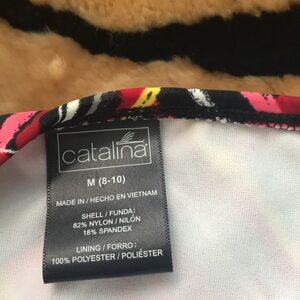 catalina
M (8-10)
MADE IN / HECHO EN VIETNAM
SHELL / FUNDA:
82% NYLON / NILÓN
18% SPANDEX
LINING / FORRO:
100% POLYESTER / POLIÉSTER